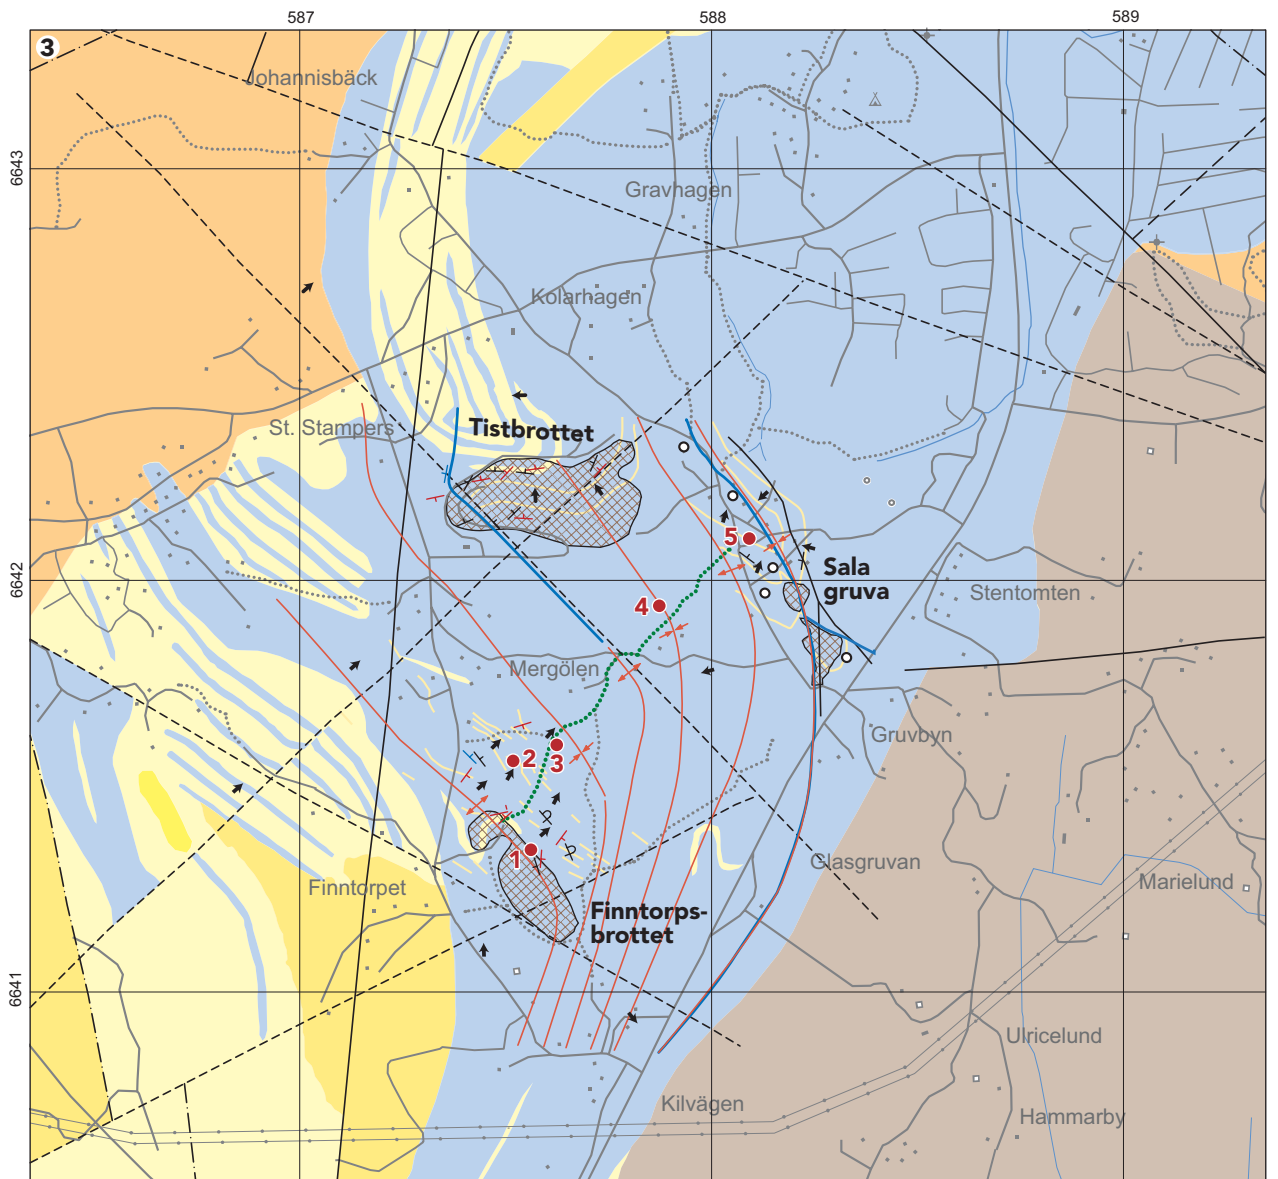 587
588
589
3
Johannisbäck
6643
Gravhagen
Kolarhagen
St. Stampers
Tistbrottet
5
Sala
gruva
6642
Stentomten
4
Mergölen
Gruvbyn
2
3
1
Glasgruvan
Marielund
Finntorpet
Finntorps-
brottet
6641
Ulricelund
Kilvägen
Hammarby